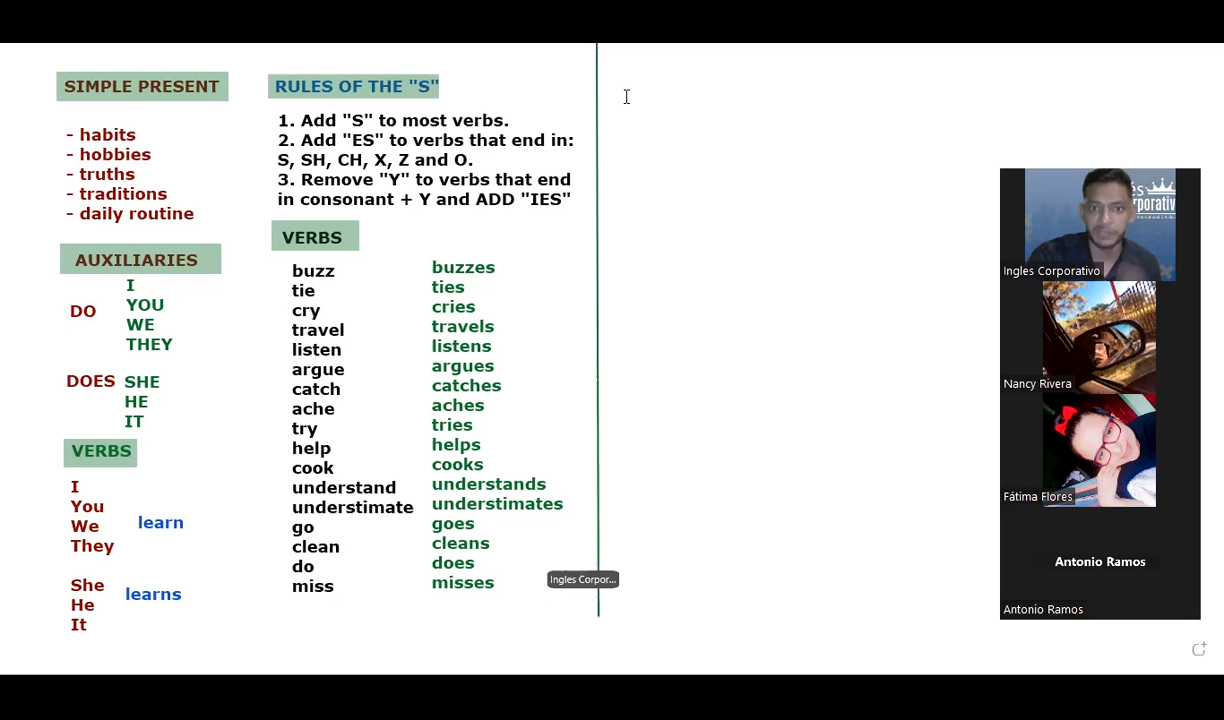 SIMPLE PRESENT
- habits
- hobbies
- truths
- traditions
- daily routine
AUXILIARIES
DO
I
YOU
WE
THEY
DOES
SHE
HE
IT
VERBS
I
You
We
They
learn
She
He
It
learns
RULES OF THE "S"
1. Add "S" to most verbs.
2. Add "ES" to verbs that end in:
S, SH, CH, X, Z and O.
3. Remove "Y" to verbs that end
in consonant + Y and ADD "IES"
VERBS
buzz buzzes
tie ties
cry cries
travel travels
listen listens
argue argues
catch catches
ache aches
try tries
help helps
cook cooks
understand understands
understimate understimates
go goes
clean cleans
do does
miss misses
Ingles Corpor...
Ingles Corporativo
Nancy Rivera
Fátima Flores
Antonio Ramos
Antonio Ramos